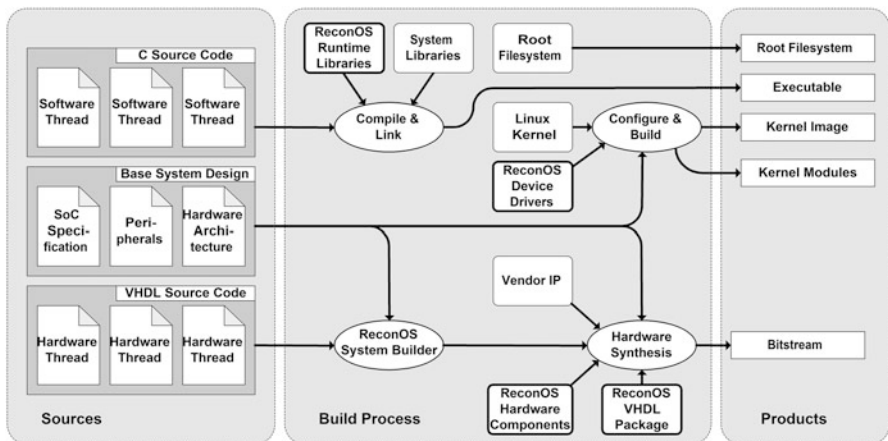 C Source Code
Software
Thread
Software
Thread
Software
Thread
Base System Design
SoC
Speci-
fication
Peri-
pherals
Hardware
Archi-
tecture
VHDL Source Code
Hardware
Thread
Hardware
Thread
Hardware
Thread
Sources
ReconOS
Runtime
Libraries
System
Libraries
Root
Filesystem
Compile &
Link
Linux
Kernel
Configure &
Build
ReconOS
Device
Drivers
Vendor IP
ReconOS
System Builder
Hardware
Synthesis
ReconOS
Hardware
Components
ReconOS
VHDL
Package
Build Process
Root Filesystem
Executable
Kernel Image
Kernel Modules
Bitstream
Products